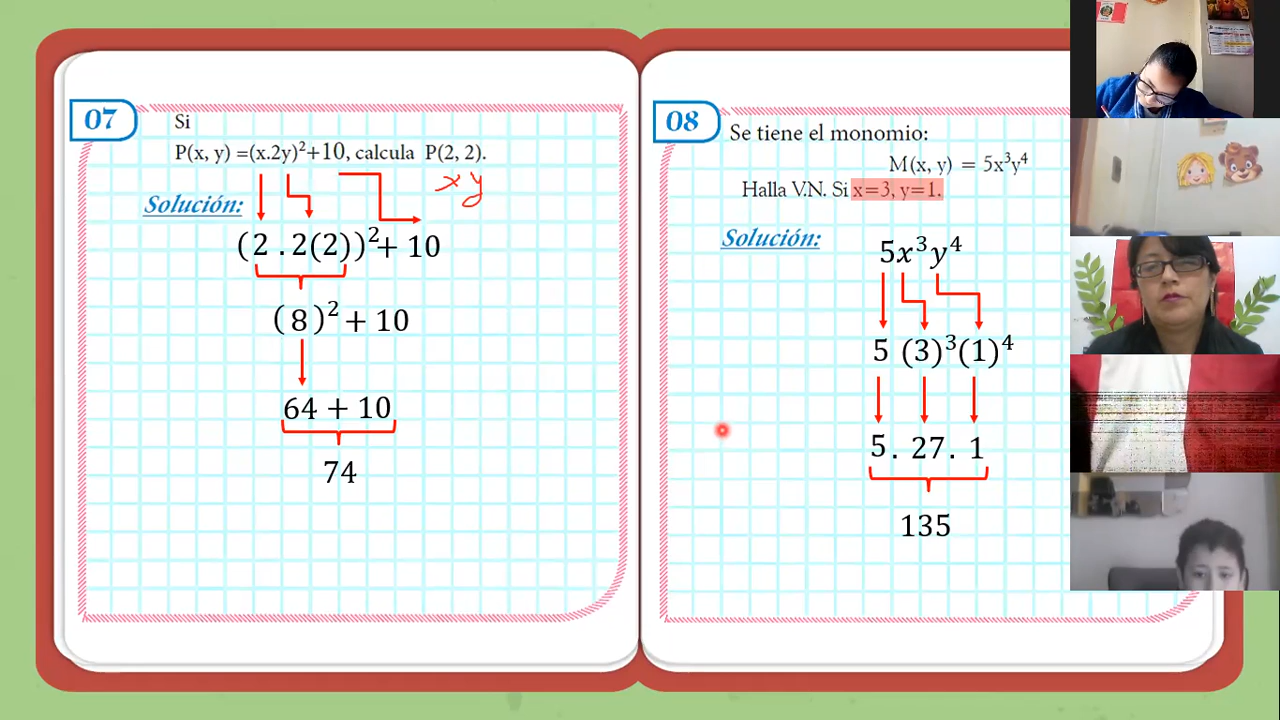 07
Si
P(x, y) =(x.2y)²+10, calcula P(2, 2).
x y
Solución:
(2 . 2(2))²+ 10
(8)² + 10
64 + 10
74
08
Se tiene el monomio:
M(x, y) = 5x³y⁴
Halla V.N. Si x=3, y=1.
Solución:
5x³y⁴
5 (3)³(1)⁴
5 . 27 . 1
135